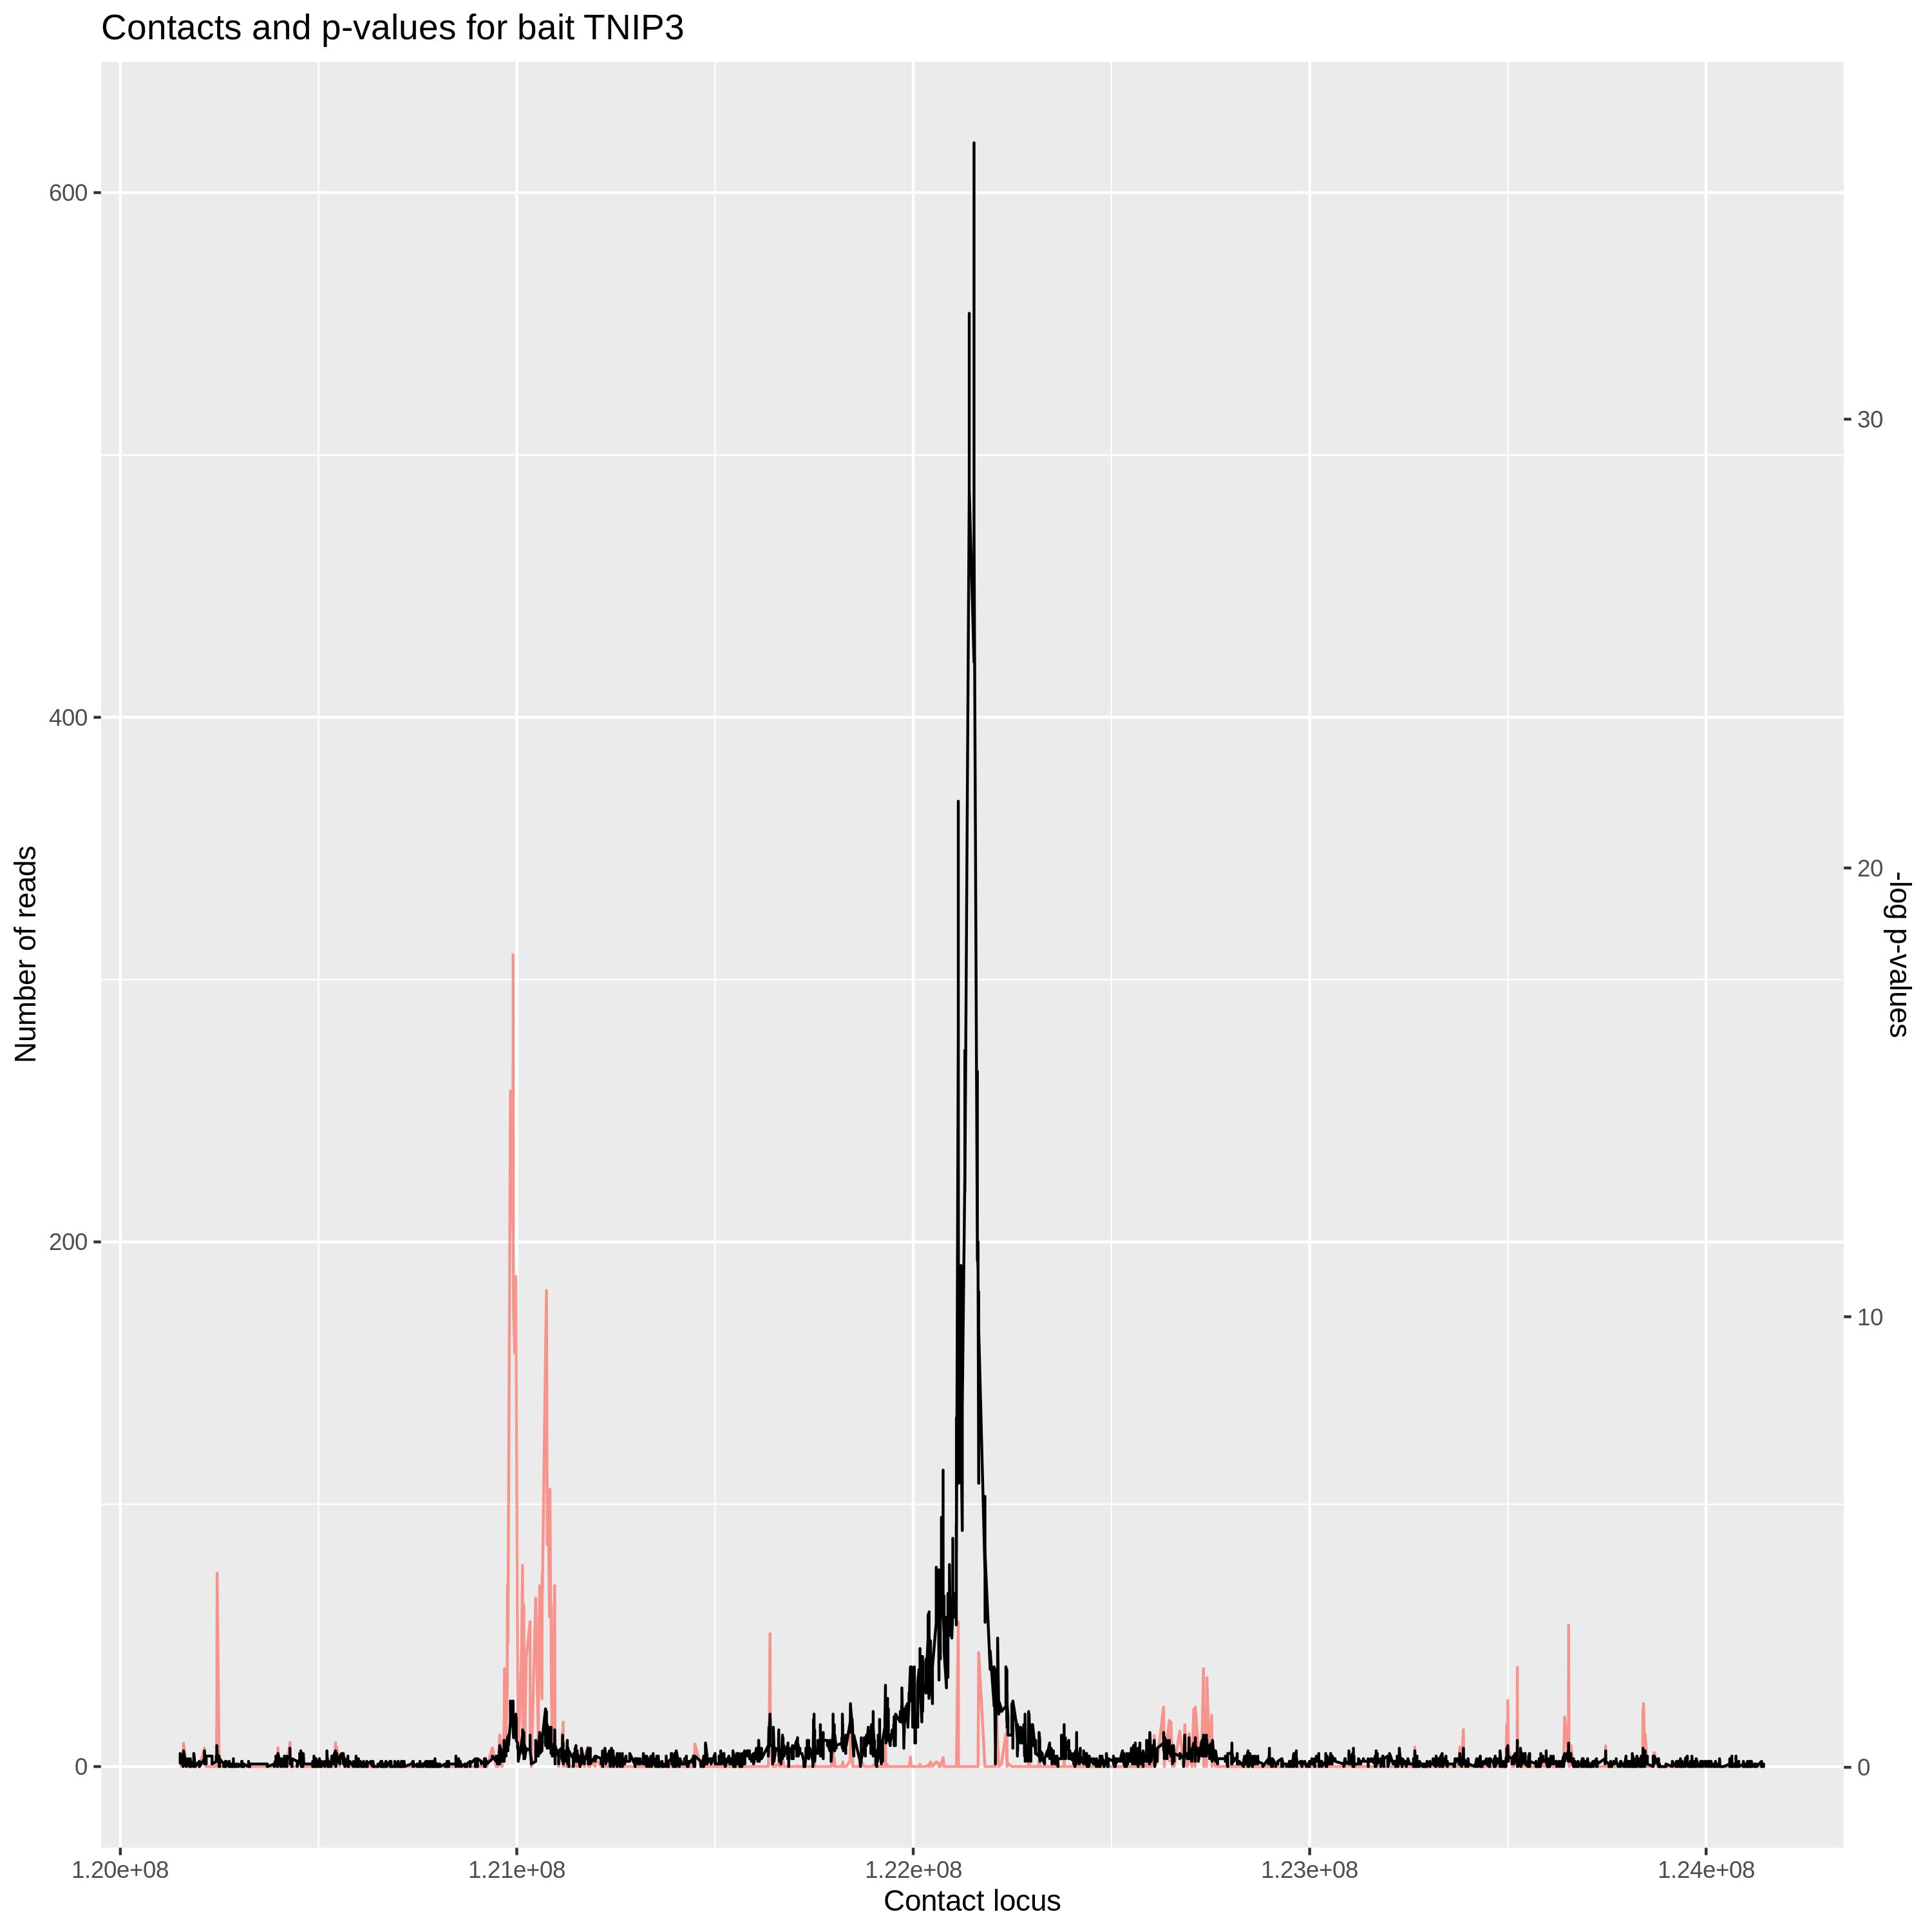 Contacts and p-values for bait TNIP3
600
400
200
0
Number of reads
30
20
10
0
-log p-values
1.20e+08
1.21e+08
1.22e+08
1.23e+08
1.24e+08
Contact locus